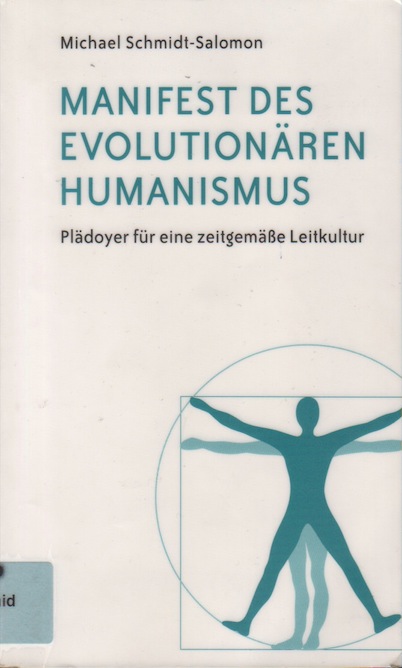 Michael Schmidt-Salomon
MANIFEST DES
EVOLUTIONÄREN
HUMANISMUS
Plädoyer für eine zeitgemäße Leitkultur